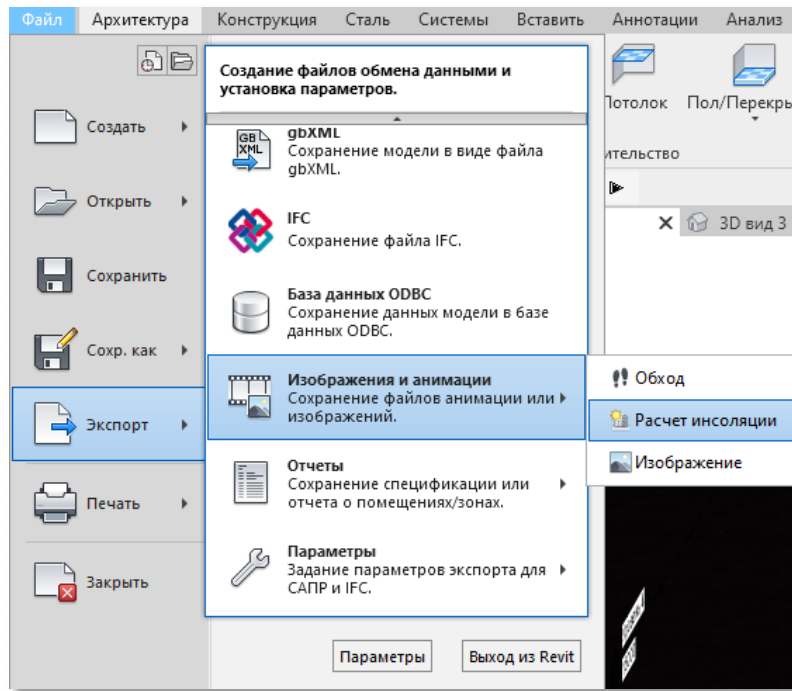 Файл Архитектура Конструкция Сталь Системы Вставить Аннотации Анализ
Создание файлов обмена данными и
установка параметров.
Потолок Пол/Перекры
ительство
3D вид 3
Создать
Открыть
Сохранить
Сохр. как
Экспорт
Печать
Закрыть
GB
XML
gbXML
Сохранение модели в виде файла
gbXML.
IFC
Сохранение файла IFC.
База данных ODBC
Сохранение данных модели в базе
данных ODBC.
Изображения и анимации
Сохранение файлов анимации или
изображений.
Отчеты
Сохранение спецификации или
отчета о помещениях/зонах.
Параметры
Задание параметров экспорта для
САПР и IFC.
Обход
Расчет инсоляции
Изображение
Параметры Выход из Revit